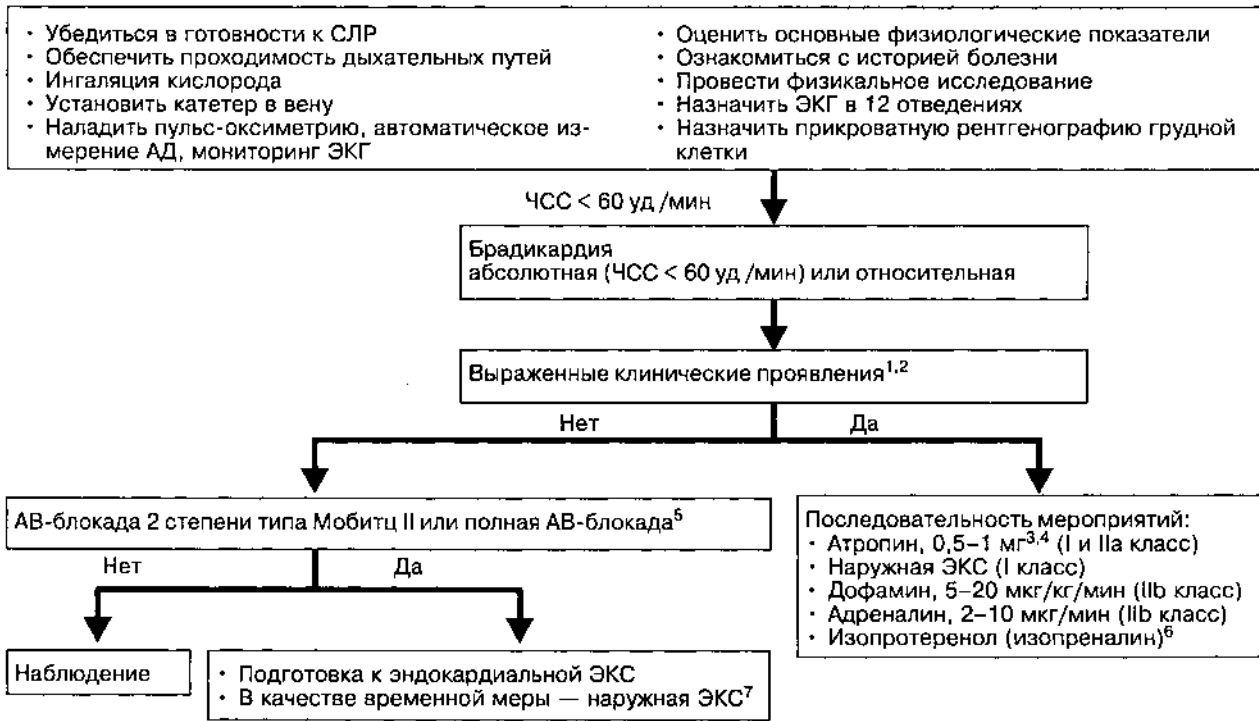 • Убедиться в готовности к СЛР
• Обеспечить проходимость дыхательных путей
• Ингаляция кислорода
• Установить катетер в вену
• Наладить пульс-оксиметрию, автоматическое из-
мерение АД, мониторинг ЭКГ
• Оценить основные физиологические показатели
• Ознакомиться с историей болезни
• Провести физикальное исследование
• Назначить ЭКГ в 12 отведениях
• Назначить прикроватную рентгенографию грудной
клетки
ЧСС < 60 уд /мин
Брадикардия
абсолютная (ЧСС < 60 уд /мин) или относительная
Выраженные клинические проявления¹,²
Нет
Да
АВ-блокада 2 степени типа Мобитц II или полная АВ-блокада⁵
Нет
Да
Наблюдение
• Подготовка к эндокардиальной ЭКС
• В качестве временной меры — наружная ЭКС⁷
Последовательность мероприятий:
• Атропин, 0,5–1 мг³,⁴ (I и IIa класс)
• Наружная ЭКС (I класс)
• Дофамин, 5–20 мкг/кг/мин (IIb класс)
• Адреналин, 2–10 мкг/мин (IIb класс)
• Изопротеренол (изопреналин)⁶